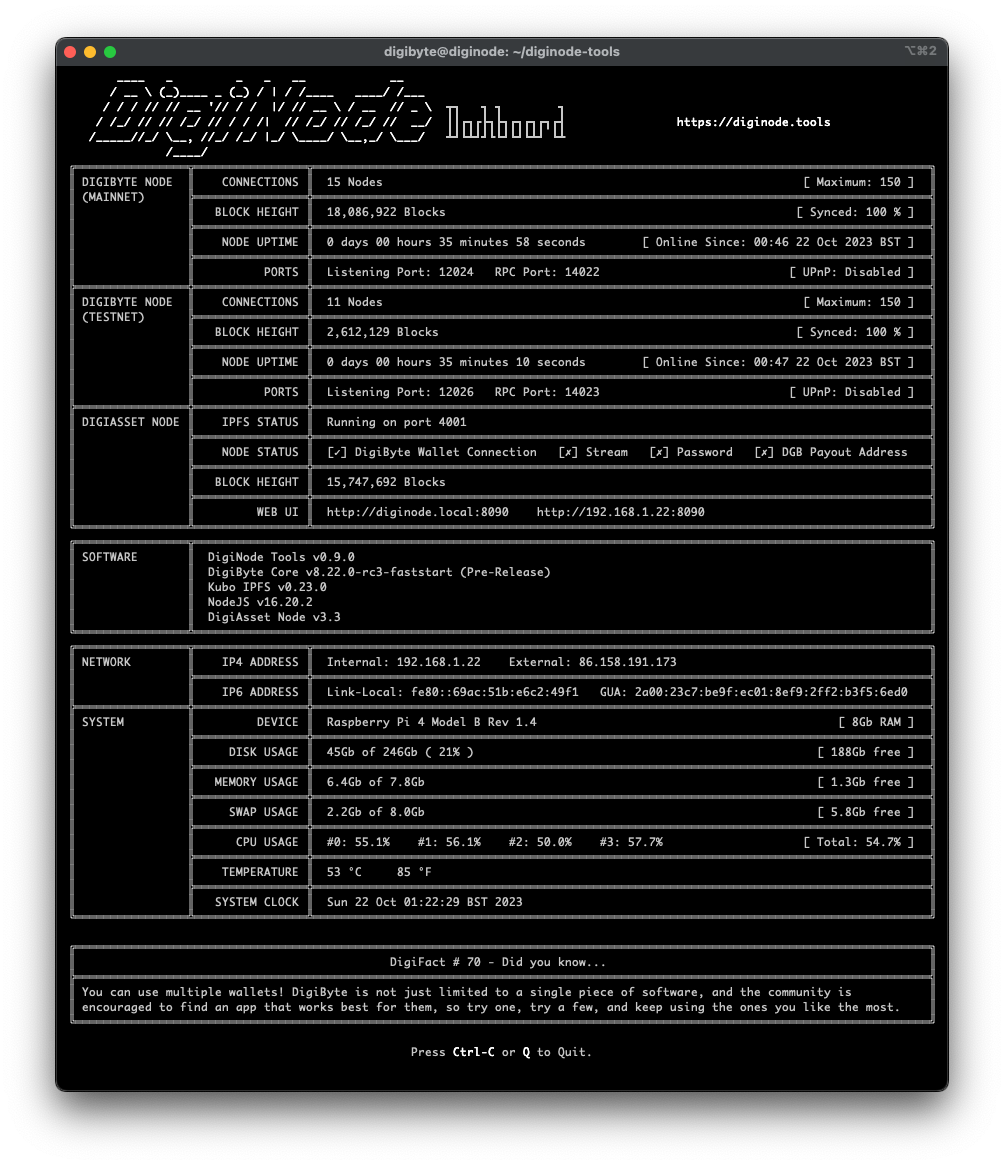 digibyte@diginode: ~/diginode-tools
⌥⌘2
DigiNode Dashboard https://diginode.tools
DIGIBYTE NODE CONNECTIONS 15 Nodes [ Maximum: 150 ]
(MAINNET)
BLOCK HEIGHT 18,086,922 Blocks [ Synced: 100 % ]
NODE UPTIME 0 days 00 hours 35 minutes 58 seconds [ Online Since: 00:46 22 Oct 2023 BST ]
PORTS Listening Port: 12024 RPC Port: 14022 [ UPnP: Disabled ]
DIGIBYTE NODE CONNECTIONS 11 Nodes [ Maximum: 150 ]
(TESTNET)
BLOCK HEIGHT 2,612,129 Blocks [ Synced: 100 % ]
NODE UPTIME 0 days 00 hours 35 minutes 10 seconds [ Online Since: 00:47 22 Oct 2023 BST ]
PORTS Listening Port: 12026 RPC Port: 14023 [ UPnP: Disabled ]
DIGIASSET NODE IPFS STATUS Running on port 4001
NODE STATUS [✓] DigiByte Wallet Connection [✗] Stream [✗] Password [✗] DGB Payout Address
BLOCK HEIGHT 15,747,692 Blocks
WEB UI http://diginode.local:8090 http://192.168.1.22:8090
SOFTWARE DigiNode Tools v0.9.0
DigiByte Core v8.22.0-rc3-faststart (Pre-Release)
Kubo IPFS v0.23.0
NodeJS v16.20.2
DigiAsset Node v3.3
NETWORK IP4 ADDRESS Internal: 192.168.1.22 External: 86.158.191.173
IP6 ADDRESS Link-Local: fe80::69ac:51b:e6c2:49f1 GUA: 2a00:23c7:be9f:ec01:8ef9:2ff2:b3f5:6ed0
SYSTEM DEVICE Raspberry Pi 4 Model B Rev 1.4 [ 8Gb RAM ]
DISK USAGE 45Gb of 246Gb ( 21% ) [ 188Gb free ]
MEMORY USAGE 6.4Gb of 7.8Gb [ 1.3Gb free ]
SWAP USAGE 2.2Gb of 8.0Gb [ 5.8Gb free ]
CPU USAGE #0: 55.1% #1: 56.1% #2: 50.0% #3: 57.7% [ Total: 54.7% ]
TEMPERATURE 53 °C 85 °F
SYSTEM CLOCK Sun 22 Oct 01:22:29 BST 2023
DigiFact # 70 - Did you know...
You can use multiple wallets! DigiByte is not just limited to a single piece of software, and the community is
encouraged to find an app that works best for them, so try one, try a few, and keep using the ones you like the most.
Press Ctrl-C or Q to Quit.